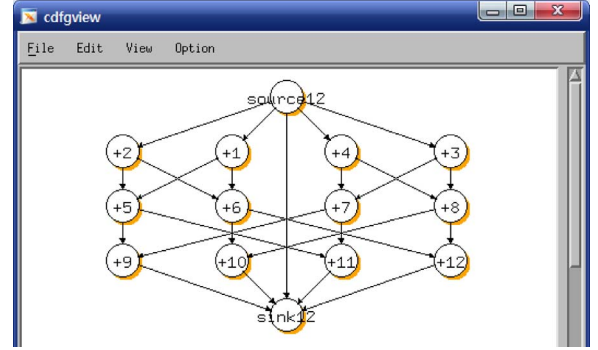 cdfgview
File Edit View Option
source12
+2 +1 +4 +3
+5 +6 +7 +8
+9 +10 +11 +12
sink12